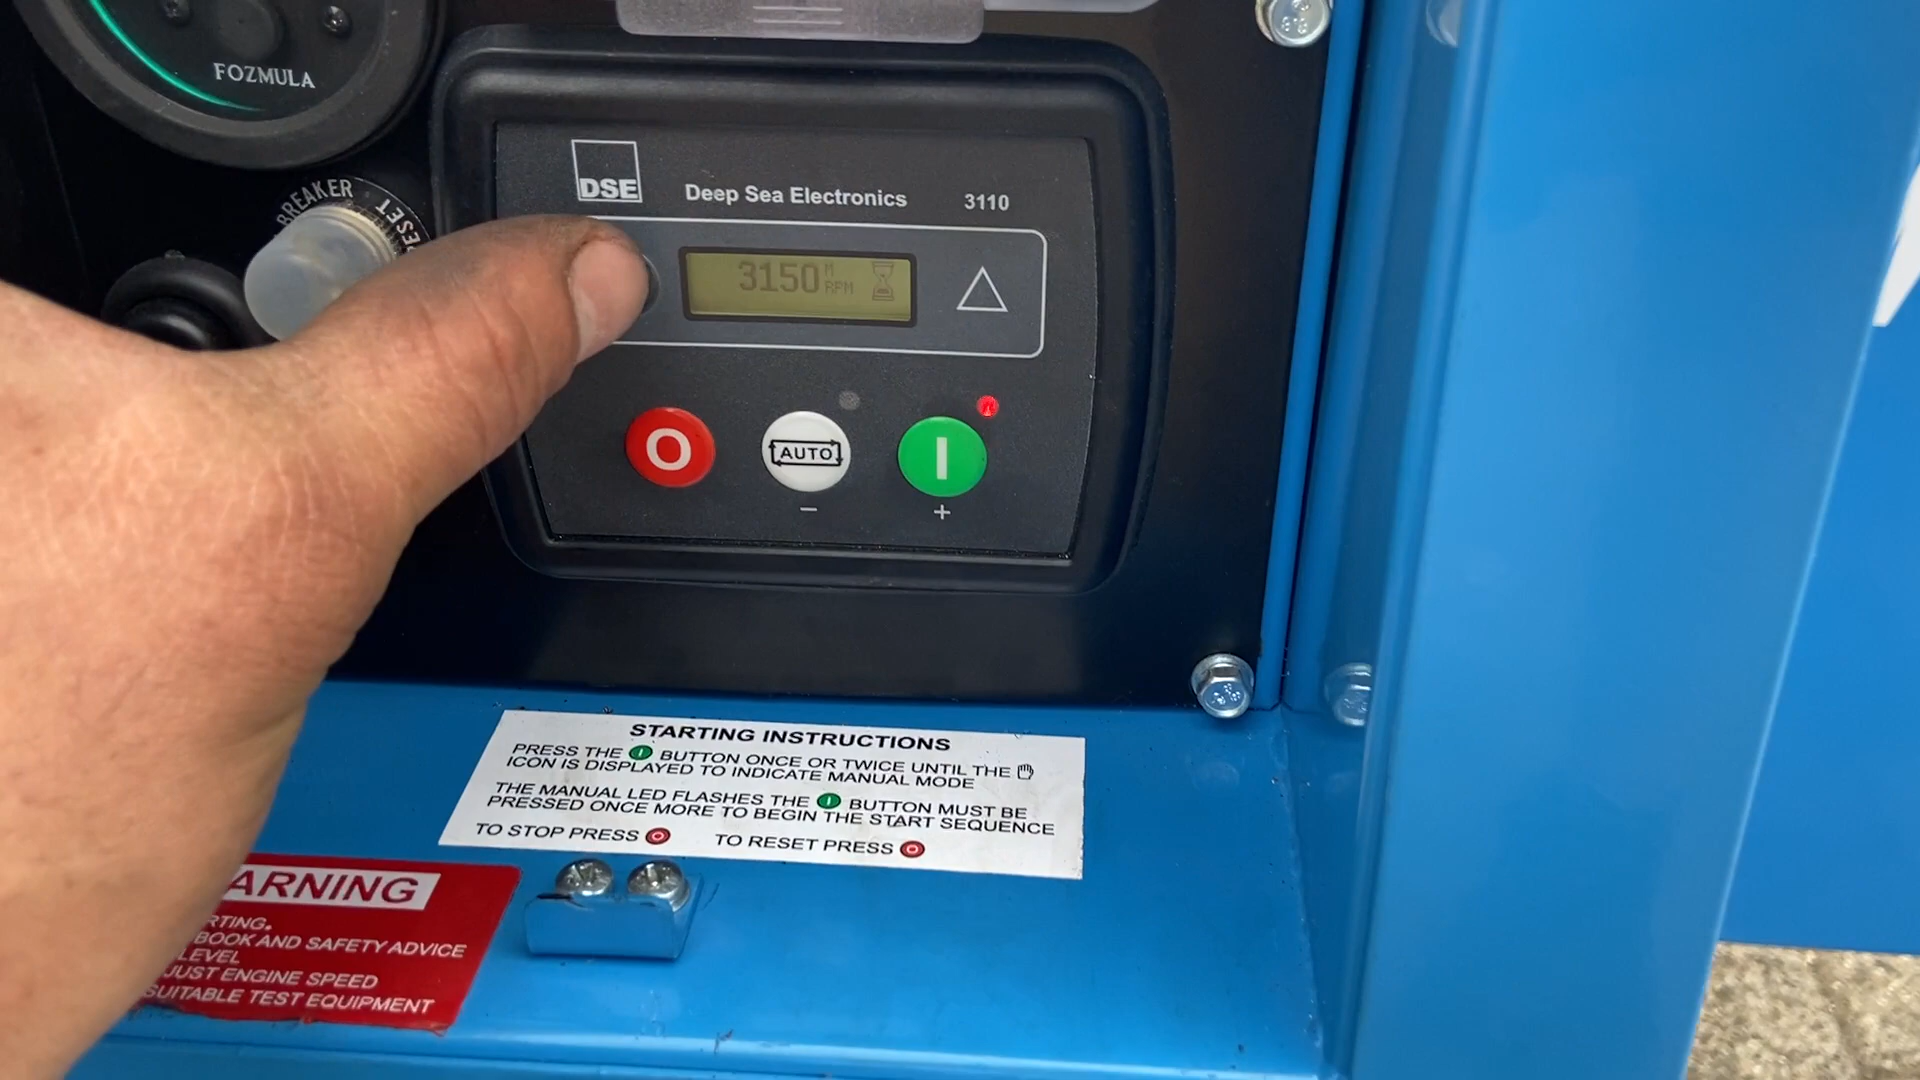 FOZMULA
BREAKER
ESET
DSE
Deep Sea Electronics 3110
3150 RPM
O AUTO I
− +
STARTING INSTRUCTIONS
PRESS THE I BUTTON ONCE OR TWICE UNTIL THE
ICON IS DISPLAYED TO INDICATE MANUAL MODE
THE MANUAL LED FLASHES THE I BUTTON MUST BE
PRESSED ONCE MORE TO BEGIN THE START SEQUENCE
TO STOP PRESS O TO RESET PRESS O
ARNING
RTING.
BOOK AND SAFETY ADVICE
LEVEL
JUST ENGINE SPEED
SUITABLE TEST EQUIPMENT